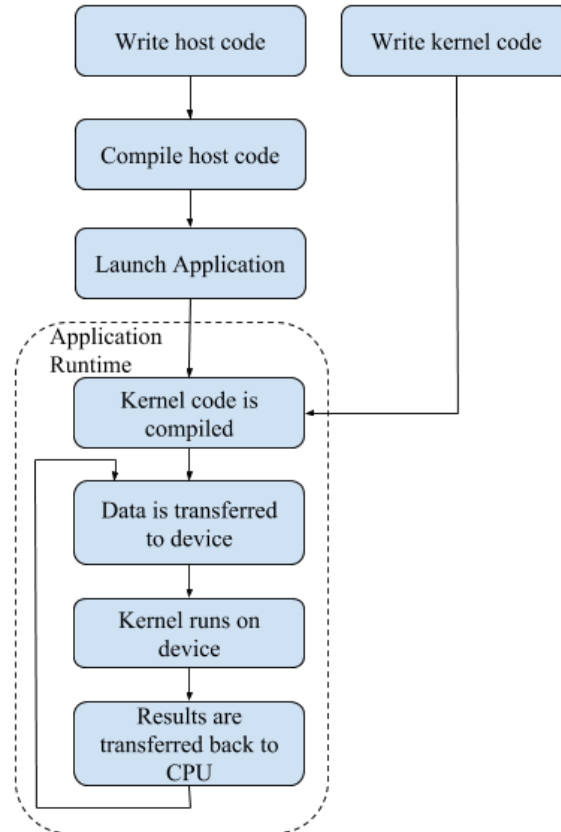 Write host code
Write kernel code
Compile host code
Launch Application
Application
Runtime
Kernel code is
compiled
Data is transferred
to device
Kernel runs on
device
Results are
transferred back to
CPU